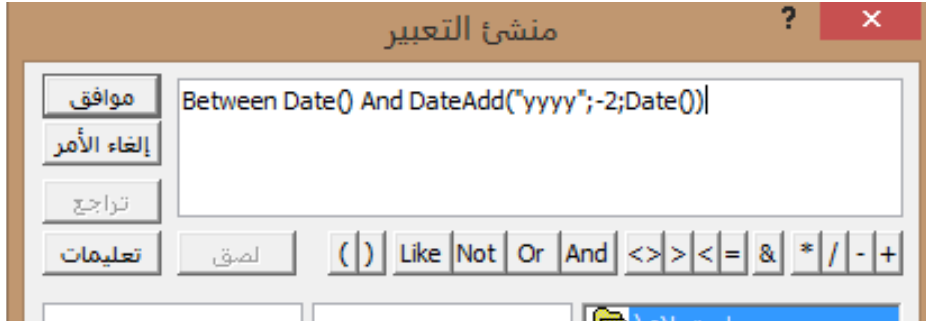 منشئ التعبير
?
×
موافق
Between Date() And DateAdd("yyyy";-2;Date())
إلغاء الأمر
تراجع
تعليمات
لصق
( ) Like Not Or And <> > < = & * / - +